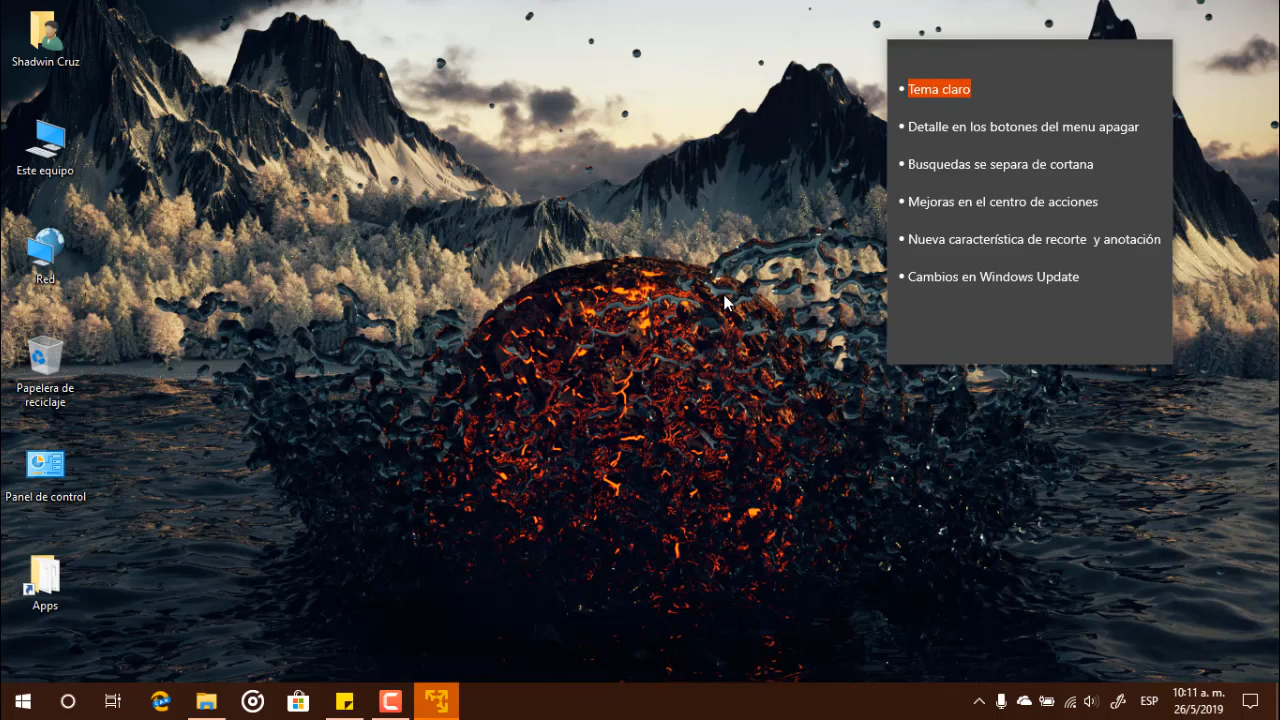 Shadwin Cruz
Este equipo
Red
Papelera de
reciclaje
Panel de control
Apps
• Tema claro
• Detalle en los botones del menu apagar
• Busquedas se separa de cortana
• Mejoras en el centro de acciones
• Nueva característica de recorte  y anotación
• Cambios en Windows Update
ESP
10:11 a. m.
26/5/2019